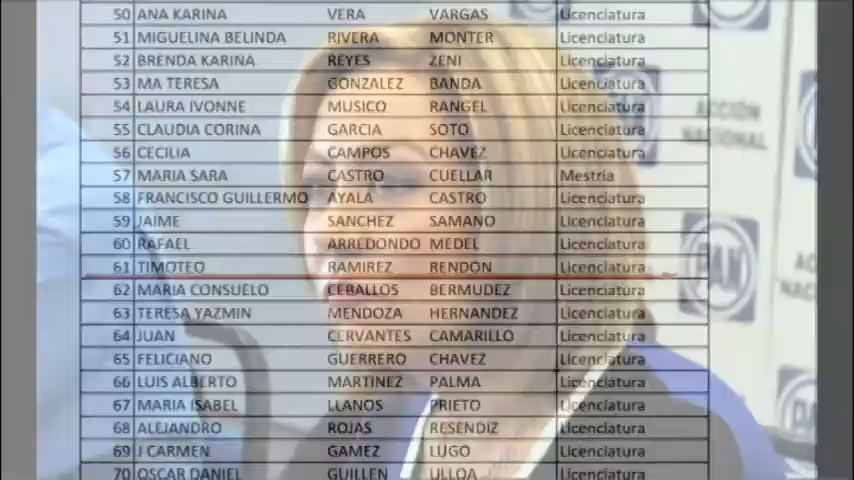 50 ANA KARINA VERA VARGAS Licenciatura
51 MIGUELINA BELINDA RIVERA MONTER Licenciatura
52 BRENDA KARINA REYES ZENI Licenciatura
53 MA TERESA GONZALEZ BANDA Licenciatura
54 LAURA IVONNE MUSICO RANGEL Licenciatura
55 CLAUDIA CORINA GARCIA SOTO Licenciatura
56 CECILIA CAMPOS CHAVEZ Licenciatura
57 MARIA SARA CASTRO CUELLAR Mestria
58 FRANCISCO GUILLERMO AYALA CASTRO Licenciatura
59 JAIME SANCHEZ SAMANO Licenciatura
60 RAFAEL ARREDONDO MEDEL Licenciatura
61 TIMOTEO RAMIREZ RENDON Licenciatura
62 MARIA CONSUELO CEBALLOS BERMUDEZ Licenciatura
63 TERESA YAZMIN MENDOZA HERNANDEZ Licenciatura
64 JUAN CERVANTES CAMARILLO Licenciatura
65 FELICIANO GUERRERO CHAVEZ Licenciatura
66 LUIS ALBERTO MARTINEZ PALMA Licenciatura
67 MARIA ISABEL LLANOS PRIETO Licenciatura
68 ALEJANDRO ROJAS RESENDIZ Licenciatura
69 J CARMEN GAMEZ LUGO Licenciatura
70 OSCAR DANIEL GUILLEN ULLOA Licenciatura
ACCIÓN
NACIONAL
PAN